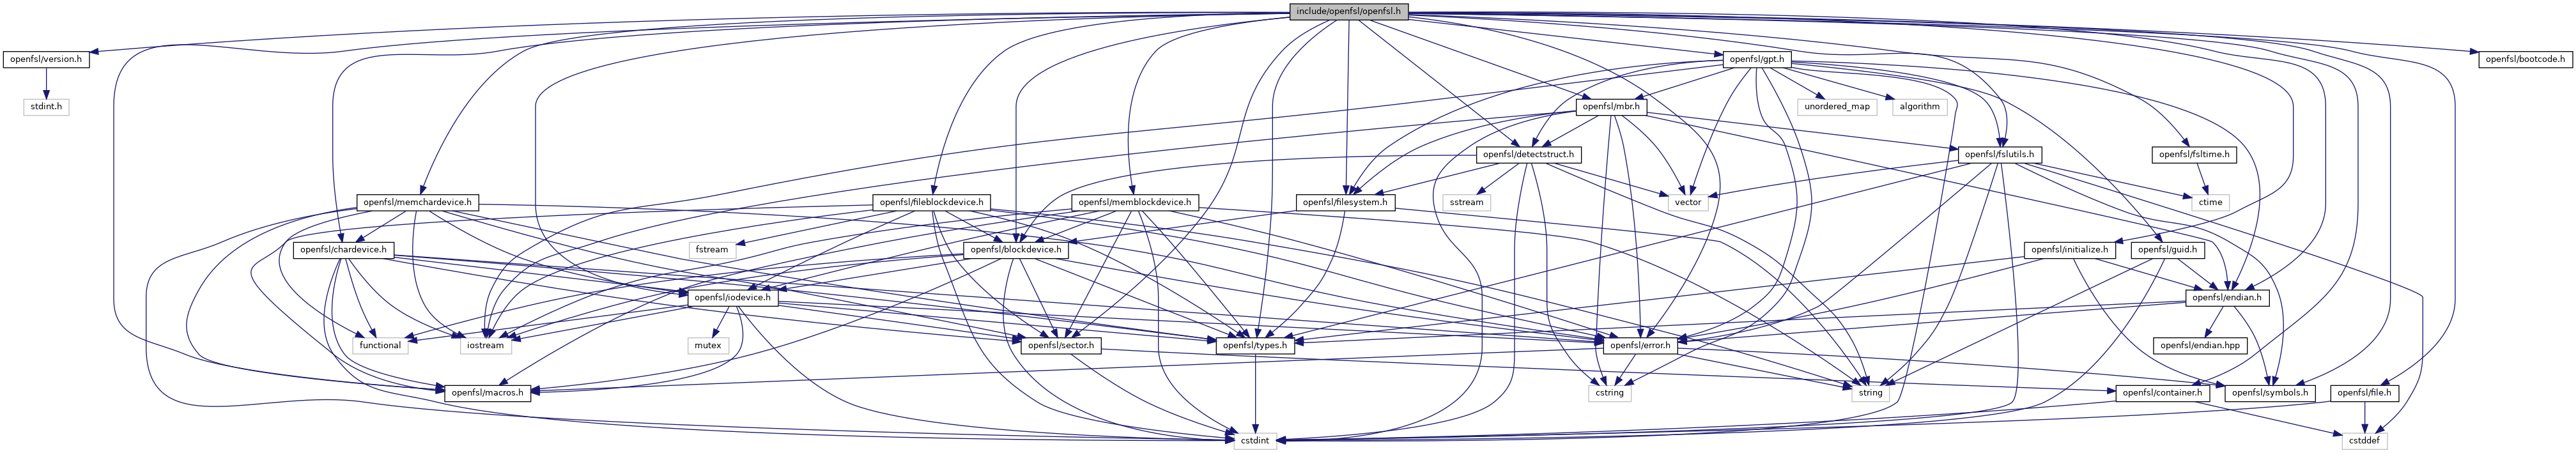 include/openfsl/openfsl.h
openfsl/version.h
openfsl/gpt.h
openfsl/bootcode.h
stdint.h
openfsl/mbr.h
unordered_map
algorithm
openfsl/detectstruct.h
openfsl/fslutils.h
openfsl/fsltime.h
openfsl/memchardevice.h
openfsl/fileblockdevice.h
openfsl/memblockdevice.h
openfsl/filesystem.h
sstream
vector
ctime
openfsl/chardevice.h
fstream
openfsl/blockdevice.h
openfsl/initialize.h
openfsl/guid.h
openfsl/iodevice.h
openfsl/endian.h
functional
iostream
mutex
openfsl/sector.h
openfsl/types.h
openfsl/error.h
openfsl/endian.hpp
openfsl/macros.h
cstring
string
openfsl/container.h
openfsl/symbols.h
openfsl/file.h
cstdint
cstddef